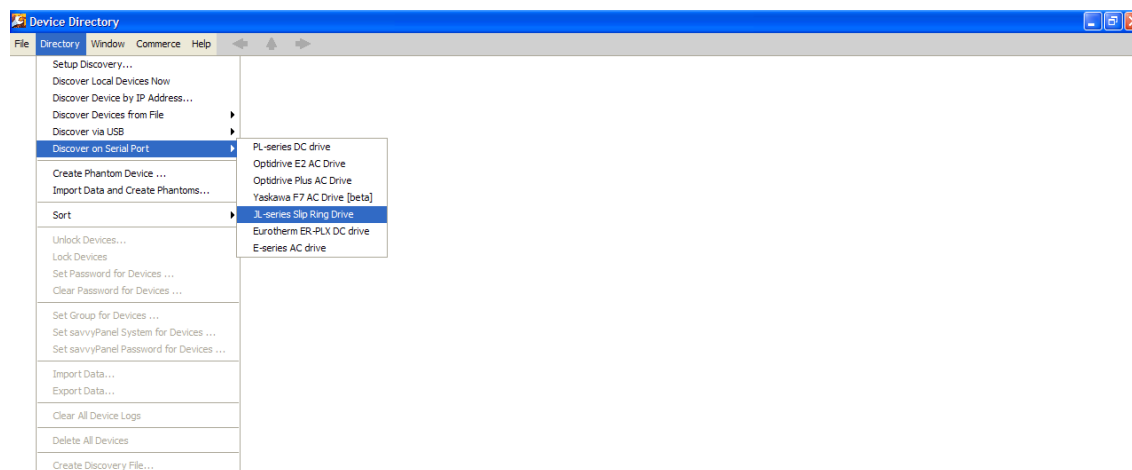 Device Directory
File Directory Window Commerce Help
Setup Discovery...
Discover Local Devices Now
Discover Device by IP Address...
Discover Devices from File
Discover via USB
Discover on Serial Port
PL-series DC drive
Optidrive E2 AC Drive
Optidrive Plus AC Drive
Yaskawa F7 AC Drive [beta]
JL-series Slip Ring Drive
Eurotherm ER-PLX DC drive
E-series AC drive
Create Phantom Device ...
Import Data and Create Phantoms...
Sort
Unlock Devices...
Lock Devices
Set Password for Devices ...
Clear Password for Devices ...
Set Group for Devices ...
Set savvyPanel System for Devices ...
Set savvyPanel Password for Devices ...
Import Data...
Export Data...
Clear All Device Logs
Delete All Devices
Create Discovery File...